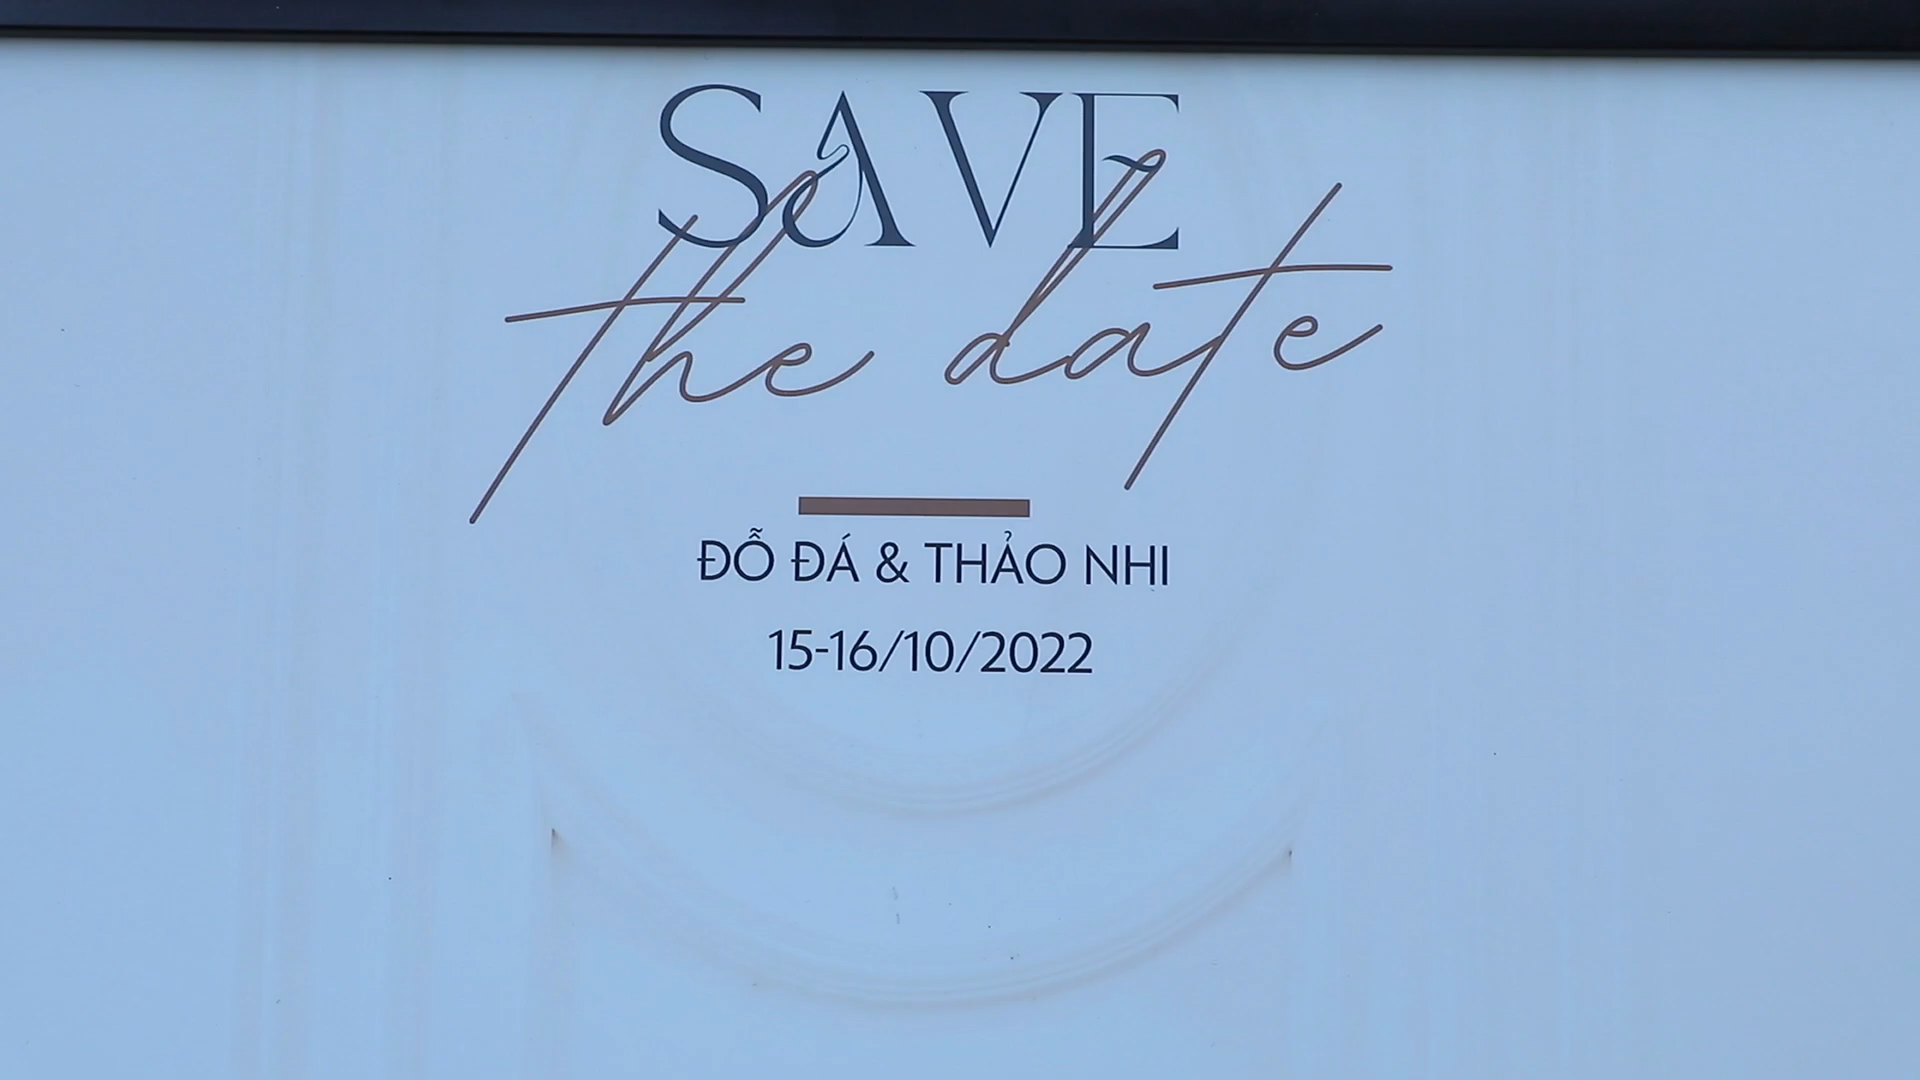 SAVE
the date
ĐỖ ĐÁ & THẢO NHI
15-16/10/2022